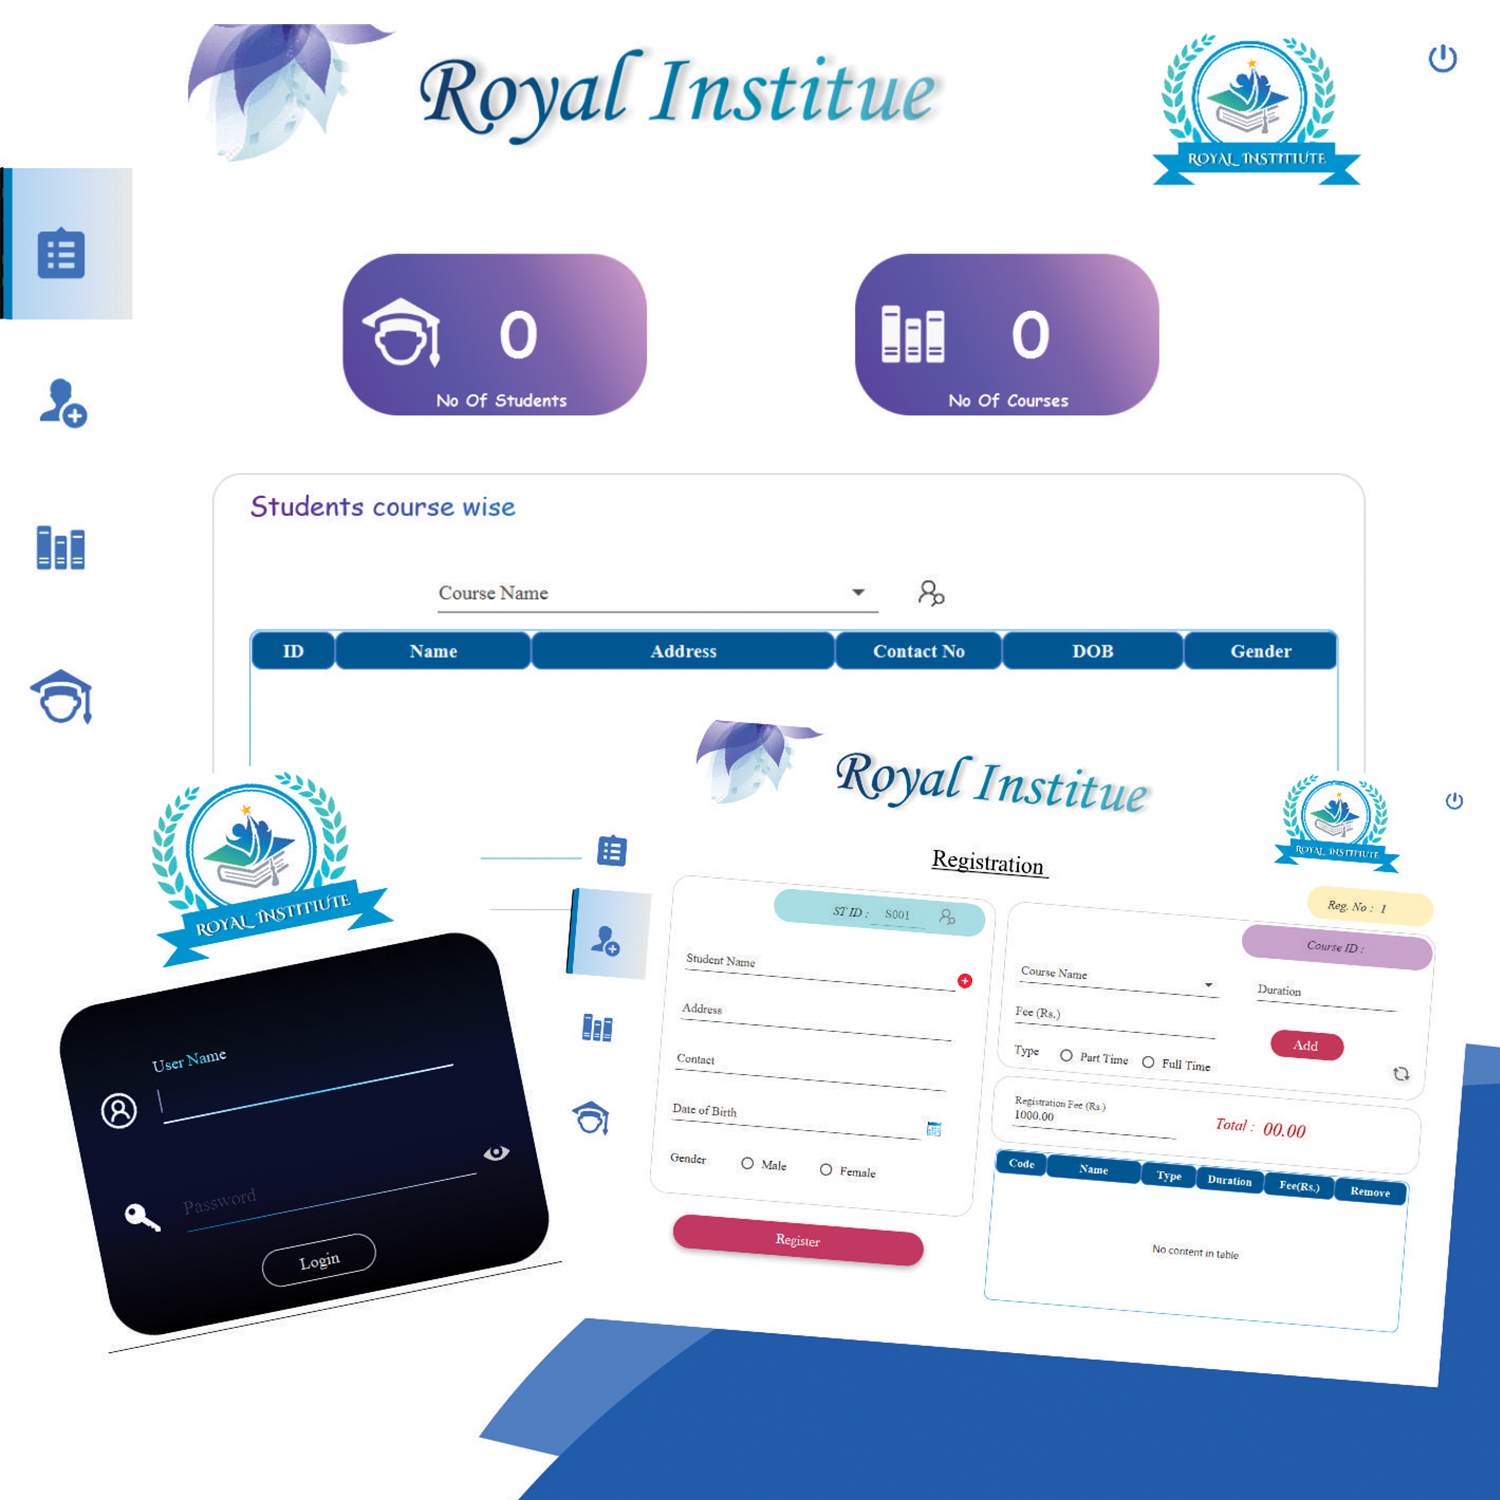 Royal Institue
ROYAL INSTITIUTE
0
No Of Students
0
No Of Courses
Students course wise
Course Name
ID Name Address Contact No DOB Gender
Royal Institue
ROYAL INSTITIUTE
Registration
Reg. No : 1
ST ID : S001
Student Name
Address
Contact
Date of Birth
Gender Male Female
Register
Course ID :
Course Name
Duration
Fee (Rs.)
Type Part Time Full Time
Add
Registration Fee (Rs.)
1000.00
Total : 00.00
Code Name Type Duration Fee(Rs.) Remove
No content in table
ROYAL INSTITIUTE
User Name
Password
Login